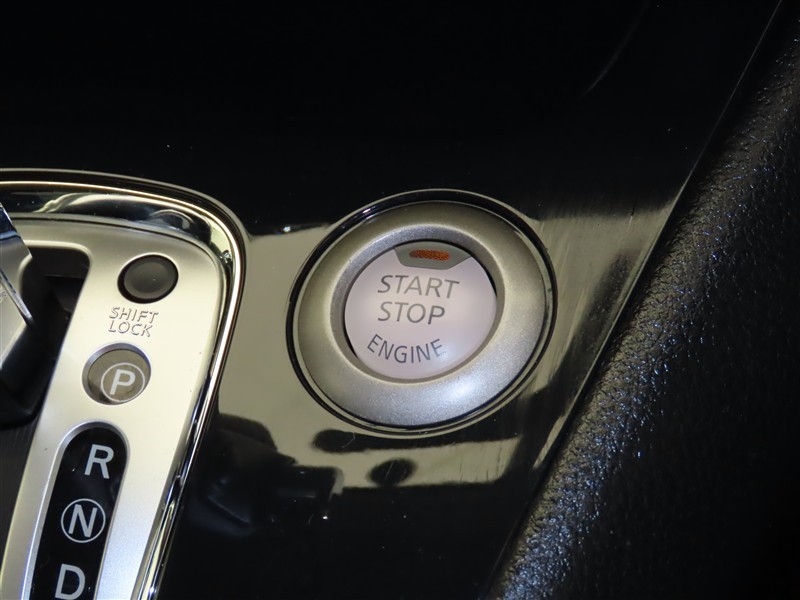 SHIFT
LOCK
P
R
N
D
START
STOP
ENGINE